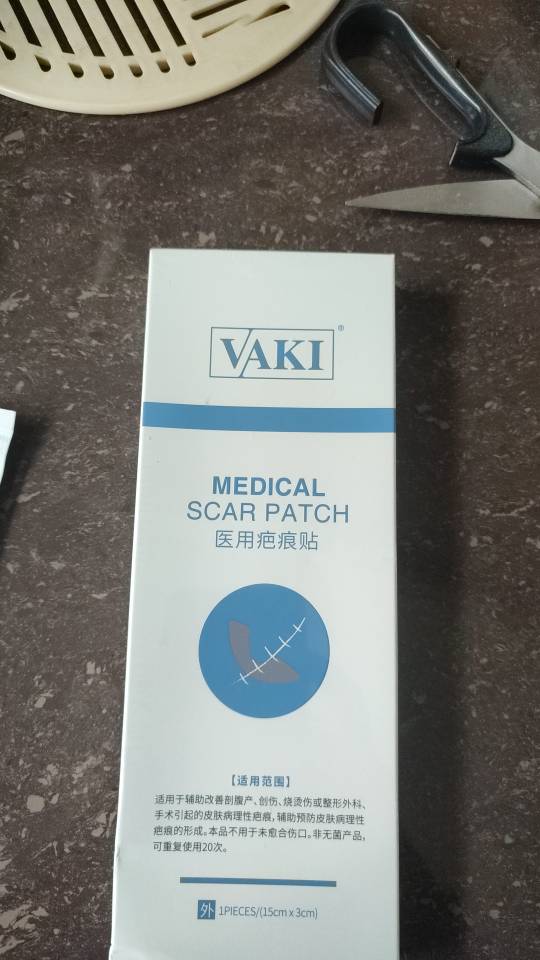 VAKI®
MEDICAL
SCAR PATCH
医用疤痕贴
【适用范围】
适用于辅助改善剖腹产、创伤、烧烫伤或整形外科、
手术引起的皮肤病理性疤痕,辅助预防皮肤病理性
疤痕的形成。本品不用于未愈合伤口。非无菌产品,
可重复使用20次。
外 1PIECES/(15cm x 3cm)